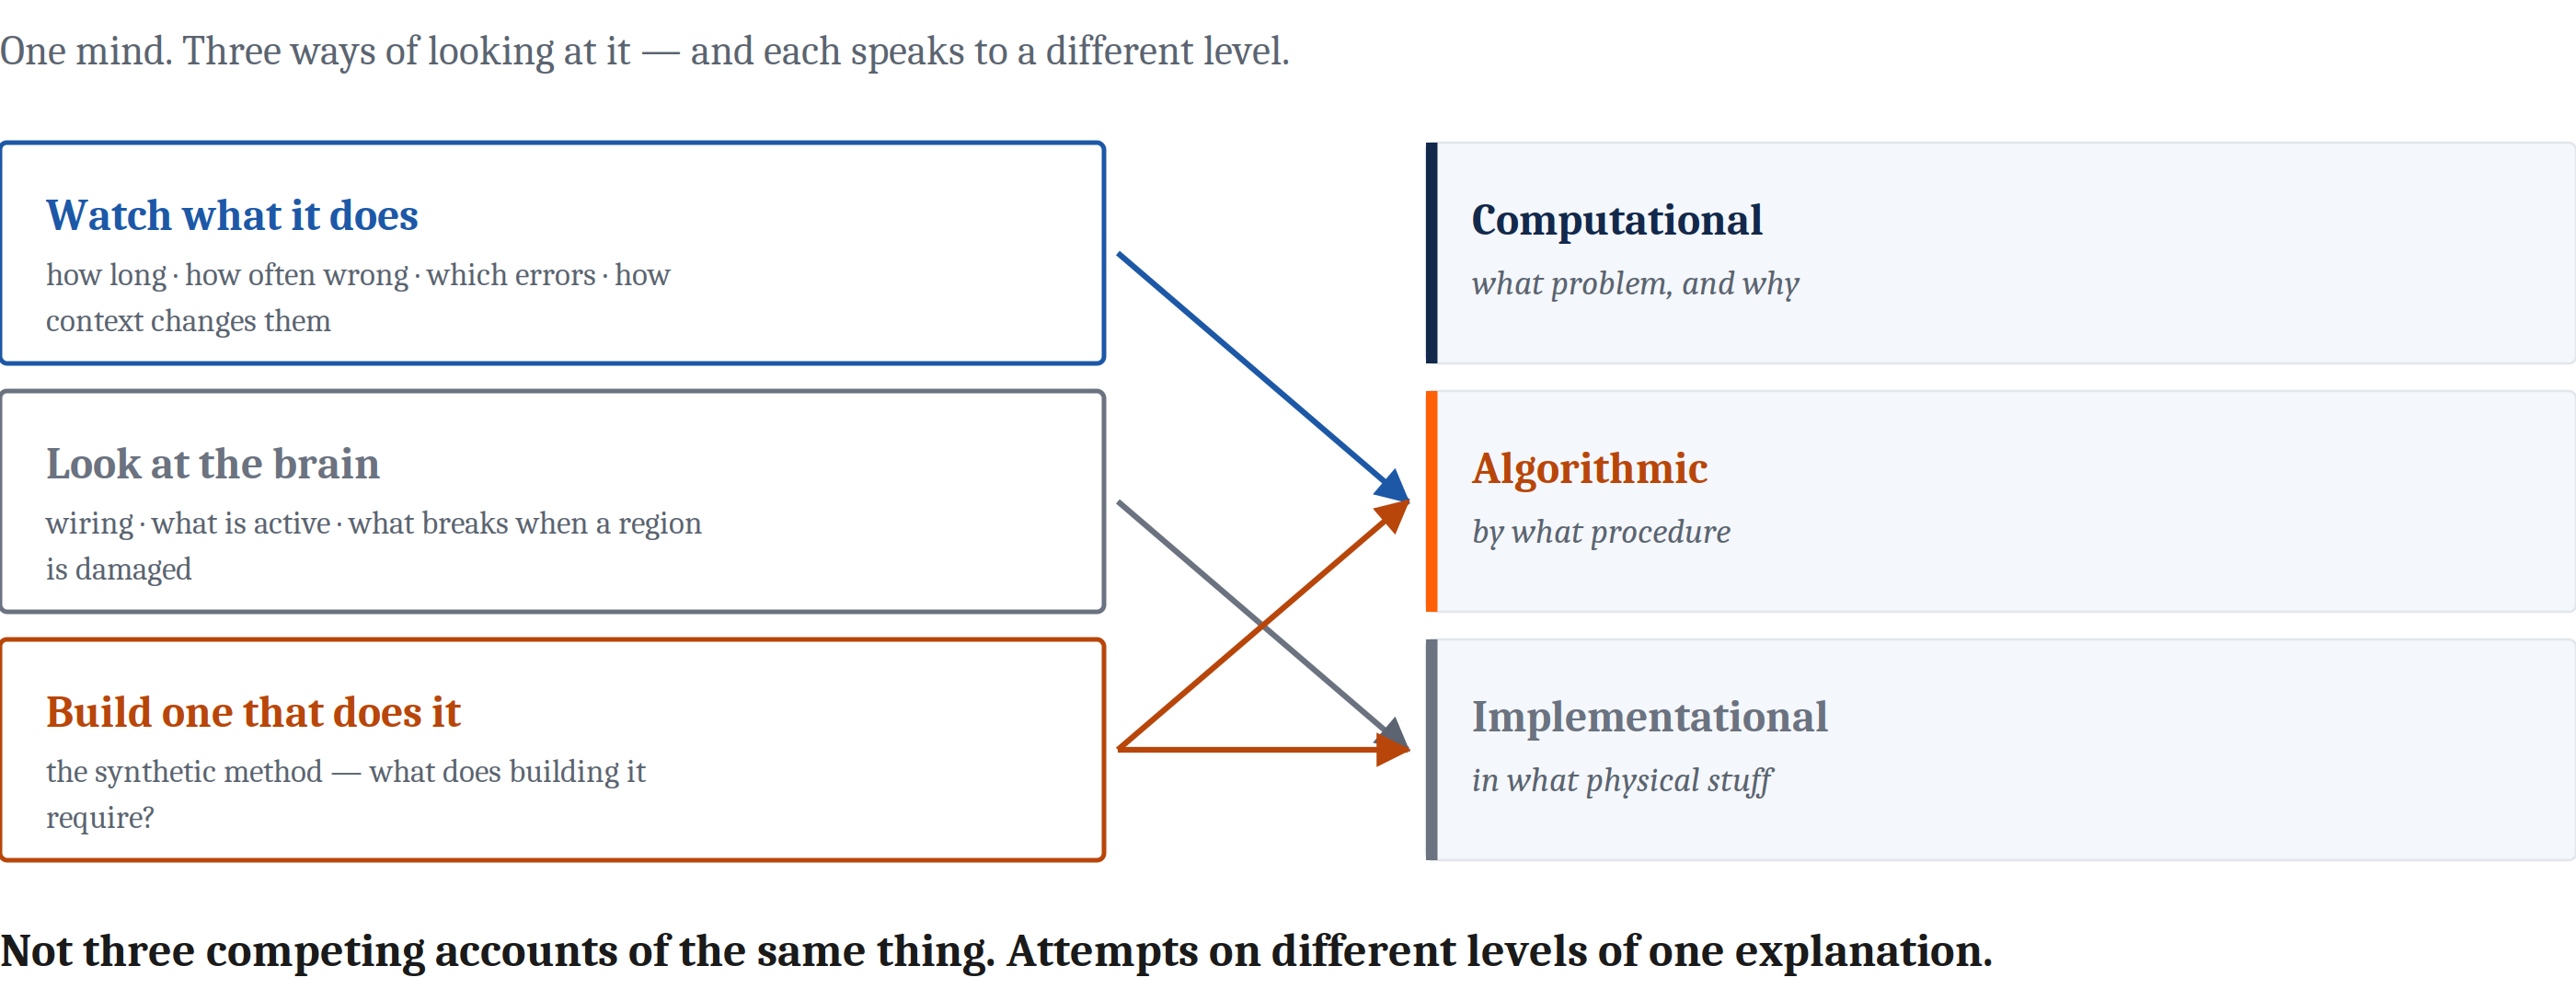 One mind. Three ways of looking at it — and each speaks to a different level.
Watch what it does
how long · how often wrong · which errors · how
context changes them
Computational
what problem, and why
Look at the brain
wiring · what is active · what breaks when a region
is damaged
Algorithmic
by what procedure
Build one that does it
the synthetic method — what does building it
require?
Implementational
in what physical stuff
Not three competing accounts of the same thing. Attempts on different levels of one explanation.